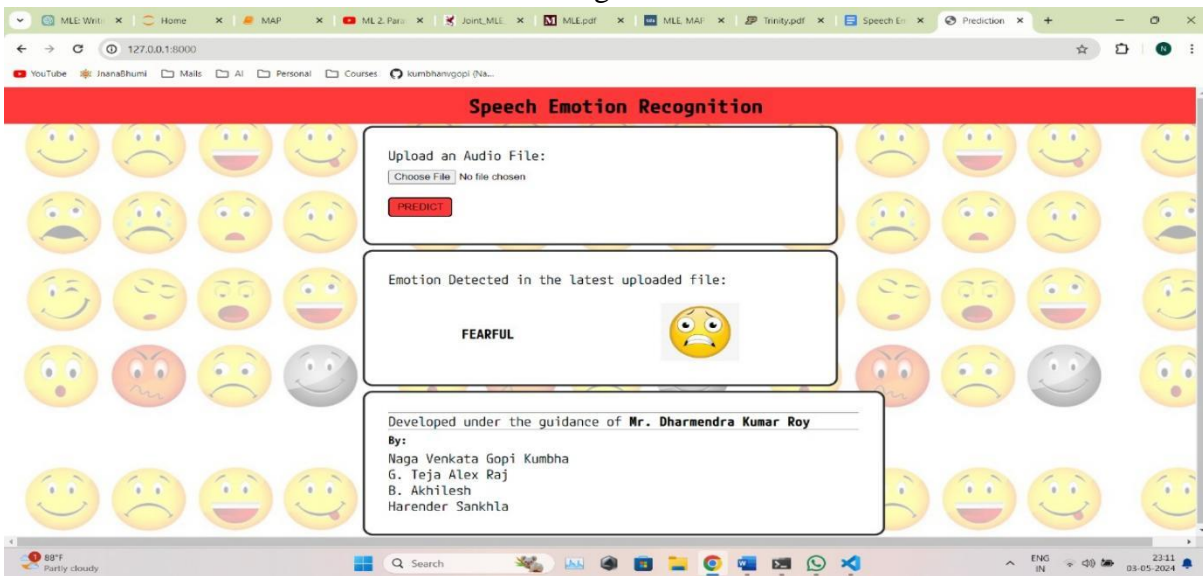 MLE: Writi
Home
MAP
ML 2. Para
Joint_MLE,
MLE.pdf
MLE, MAP
Trinity.pdf
Speech En
Prediction
127.0.0.1:8000
YouTube
JnanaBhumi
Mails
AI
Personal
Courses
kumbhanvgopi (Na...
Speech Emotion Recognition
Upload an Audio File:
Choose File No file chosen
PREDICT
Emotion Detected in the latest uploaded file:
FEARFUL
Developed under the guidance of Mr. Dharmendra Kumar Roy
By:
Naga Venkata Gopi Kumbha
G. Teja Alex Raj
B. Akhilesh
Harender Sankhla
88°F
Partly cloudy
Search
ENG
IN
23:11
03-05-2024